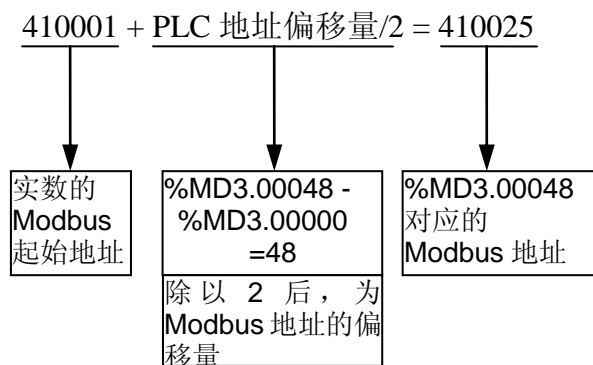 410001 + PLC 地址偏移量/2 = 410025
实数的
Modbus
起始地址
%MD3.00048 -
%MD3.00000
=48
除以 2 后，为
Modbus 地址的偏
移量
%MD3.00048
对应的
Modbus 地址